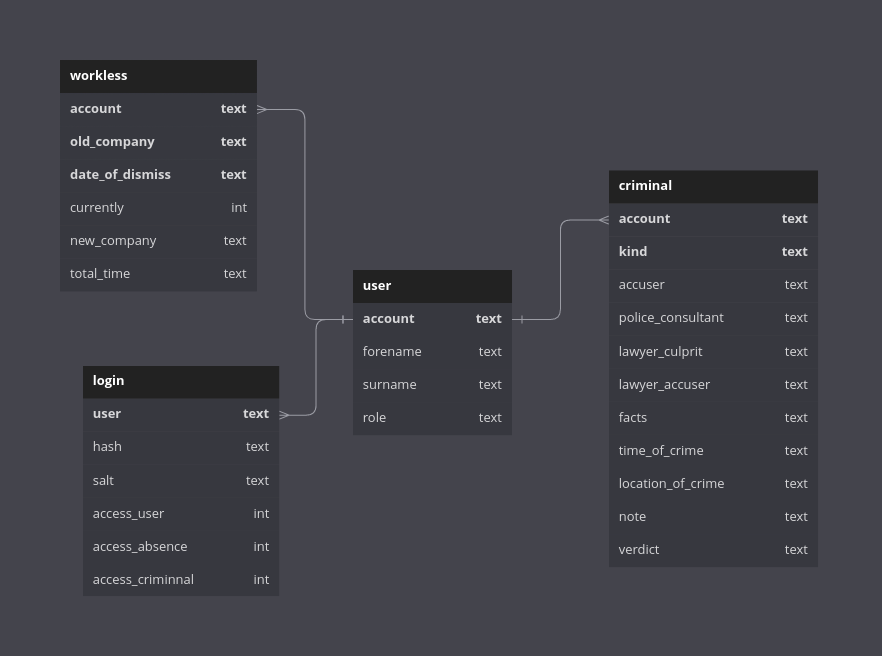 workless
account text
old_company text
date_of_dismiss text
currently int
new_company text
total_time text
login
user text
hash text
salt text
access_user int
access_absence int
access_criminnal int
user
account text
forename text
surname text
role text
criminal
account text
kind text
accuser text
police_consultant text
lawyer_culprit text
lawyer_accuser text
facts text
time_of_crime text
location_of_crime text
note text
verdict text